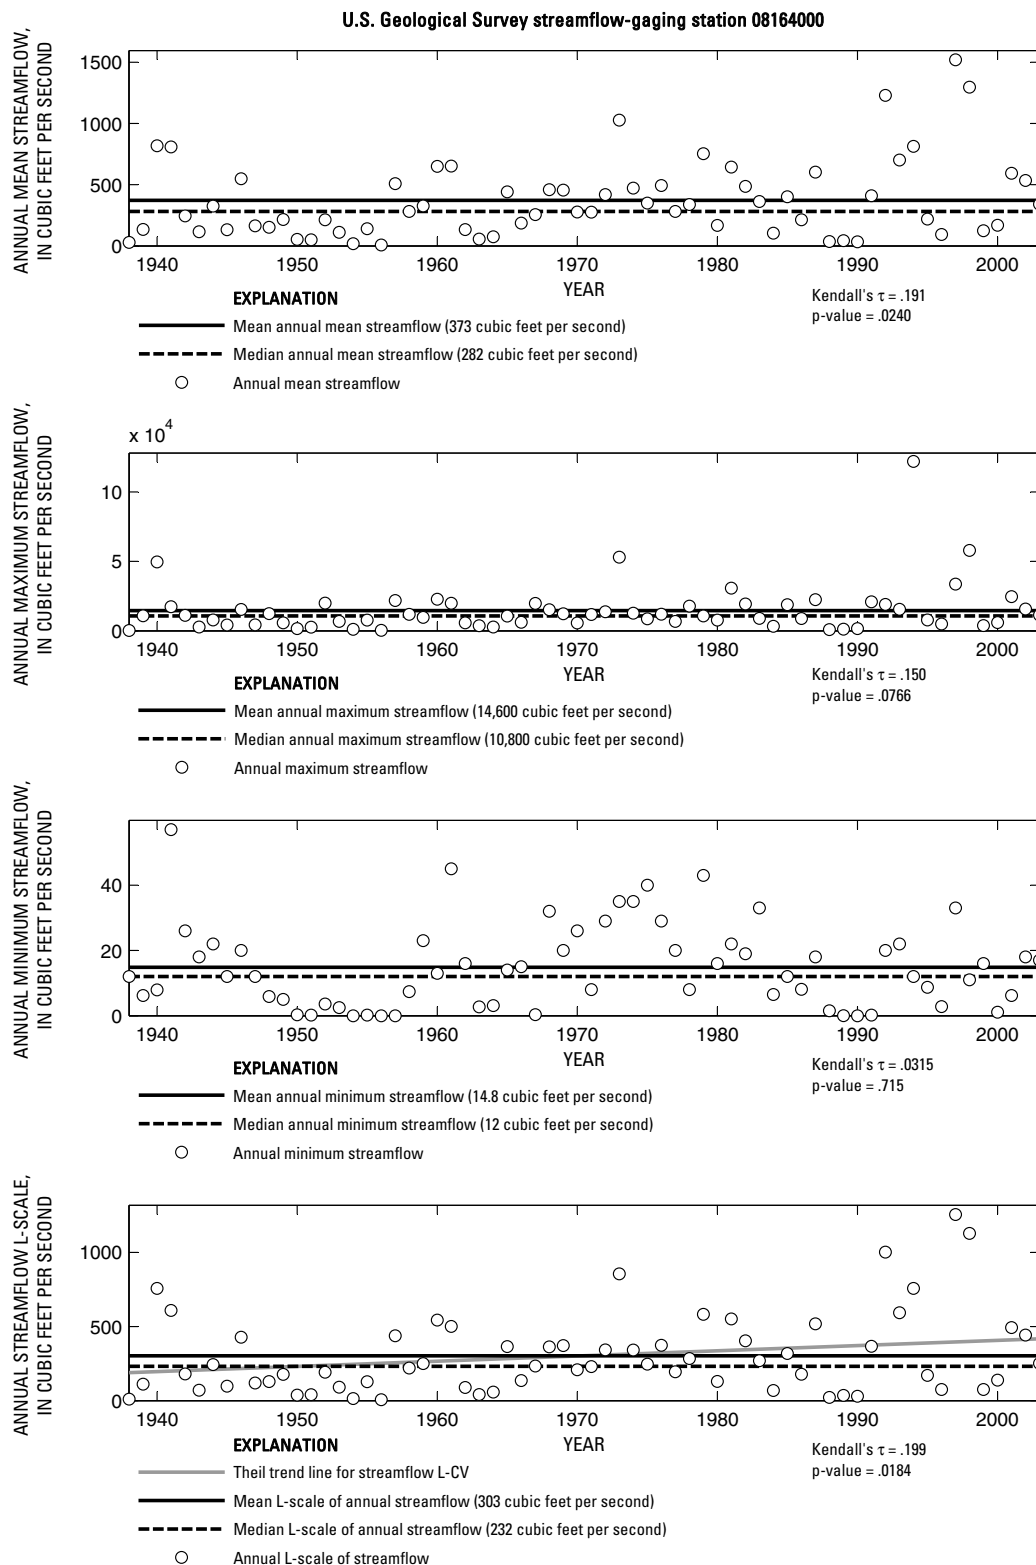 U.S. Geological Survey streamflow-gaging station 08164000
ANNUAL MEAN STREAMFLOW,
IN CUBIC FEET PER SECOND
1500
1000
500
0
1940 1950 1960 1970 1980 1990 2000
YEAR
Kendall's τ = .191
p-value = .0240
EXPLANATION
Mean annual mean streamflow (373 cubic feet per second)
Median annual mean streamflow (282 cubic feet per second)
Annual mean streamflow
ANNUAL MAXIMUM STREAMFLOW,
IN CUBIC FEET PER SECOND
x 10^4
10
5
0
1940 1950 1960 1970 1980 1990 2000
YEAR
Kendall's τ = .150
p-value = .0766
EXPLANATION
Mean annual maximum streamflow (14,600 cubic feet per second)
Median annual maximum streamflow (10,800 cubic feet per second)
Annual maximum streamflow
ANNUAL MINIMUM STREAMFLOW,
IN CUBIC FEET PER SECOND
40
20
0
1940 1950 1960 1970 1980 1990 2000
YEAR
Kendall's τ = .0315
p-value = .715
EXPLANATION
Mean annual minimum streamflow (14.8 cubic feet per second)
Median annual minimum streamflow (12 cubic feet per second)
Annual minimum streamflow
ANNUAL STREAMFLOW L-SCALE,
IN CUBIC FEET PER SECOND
1000
500
0
1940 1950 1960 1970 1980 1990 2000
YEAR
Kendall's τ = .199
p-value = .0184
EXPLANATION
Theil trend line for streamflow L-CV
Mean L-scale of annual streamflow (303 cubic feet per second)
Median L-scale of annual streamflow (232 cubic feet per second)
Annual L-scale of streamflow